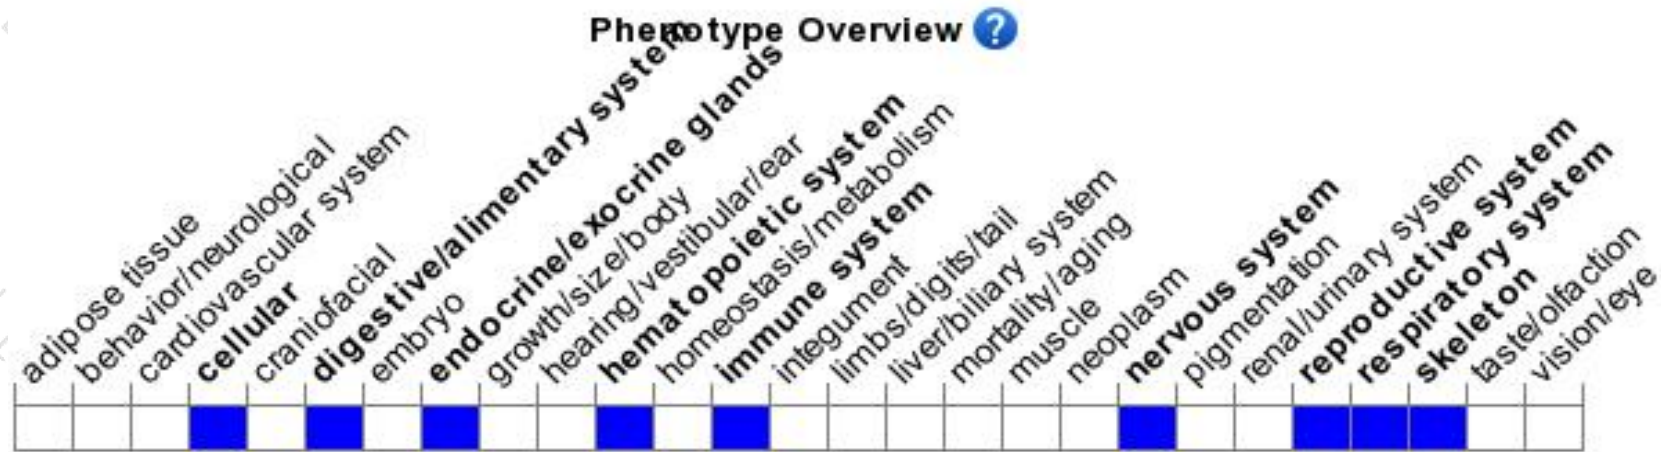 Phenotype Overview ?
adipose tissue
behavior/neurological
cardiovascular system
cellular
craniofacial
digestive/alimentary system
embryo
endocrine/exocrine glands
growth/size/body
hearing/vestibular/ear
hematopoietic system
homeostasis/metabolism
immune system
integument
limbs/digits/tail
liver/biliary system
mortality/aging
muscle
neoplasm
nervous system
pigmentation
renal/urinary system
reproductive system
respiratory system
skeleton
taste/olfaction
vision/eye